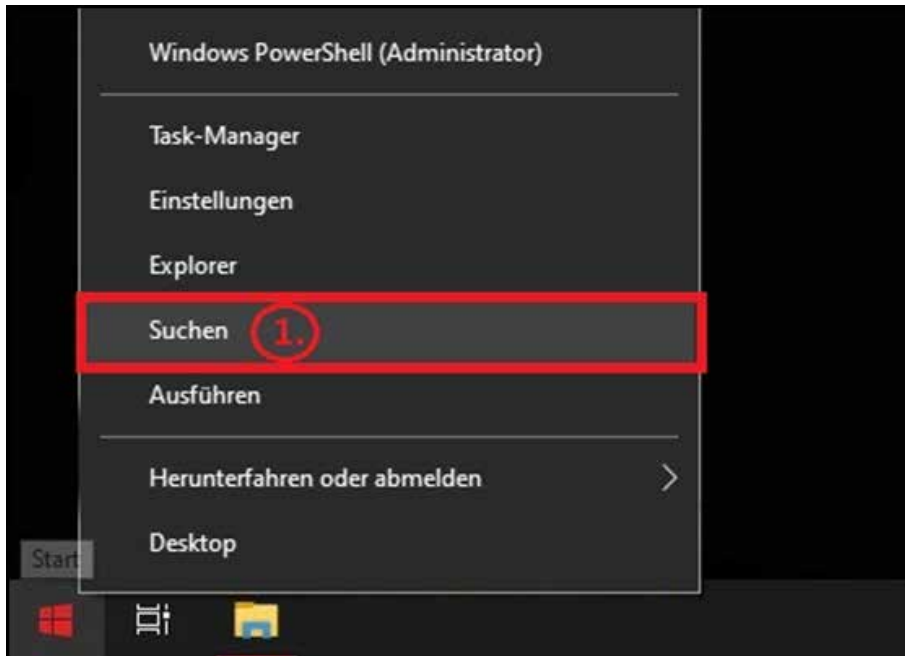 Windows PowerShell (Administrator)
Task-Manager
Einstellungen
Explorer
Suchen 1.
Ausführen
Herunterfahren oder abmelden
Desktop
Start